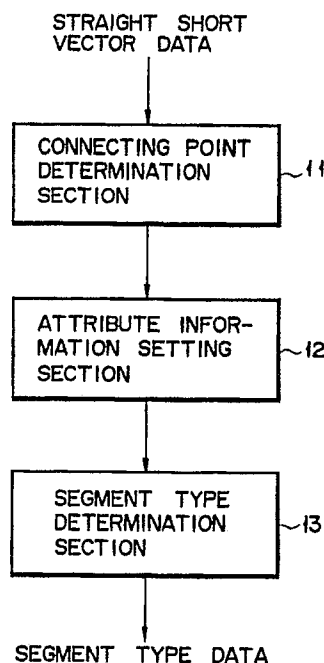 STRAIGHT SHORT
VECTOR DATA
CONNECTING POINT
DETERMINATION
SECTION
11
ATTRIBUTE INFOR-
MATION SETTING
SECTION
12
SEGMENT TYPE
DETERMINATION
SECTION
13
SEGMENT TYPE DATA